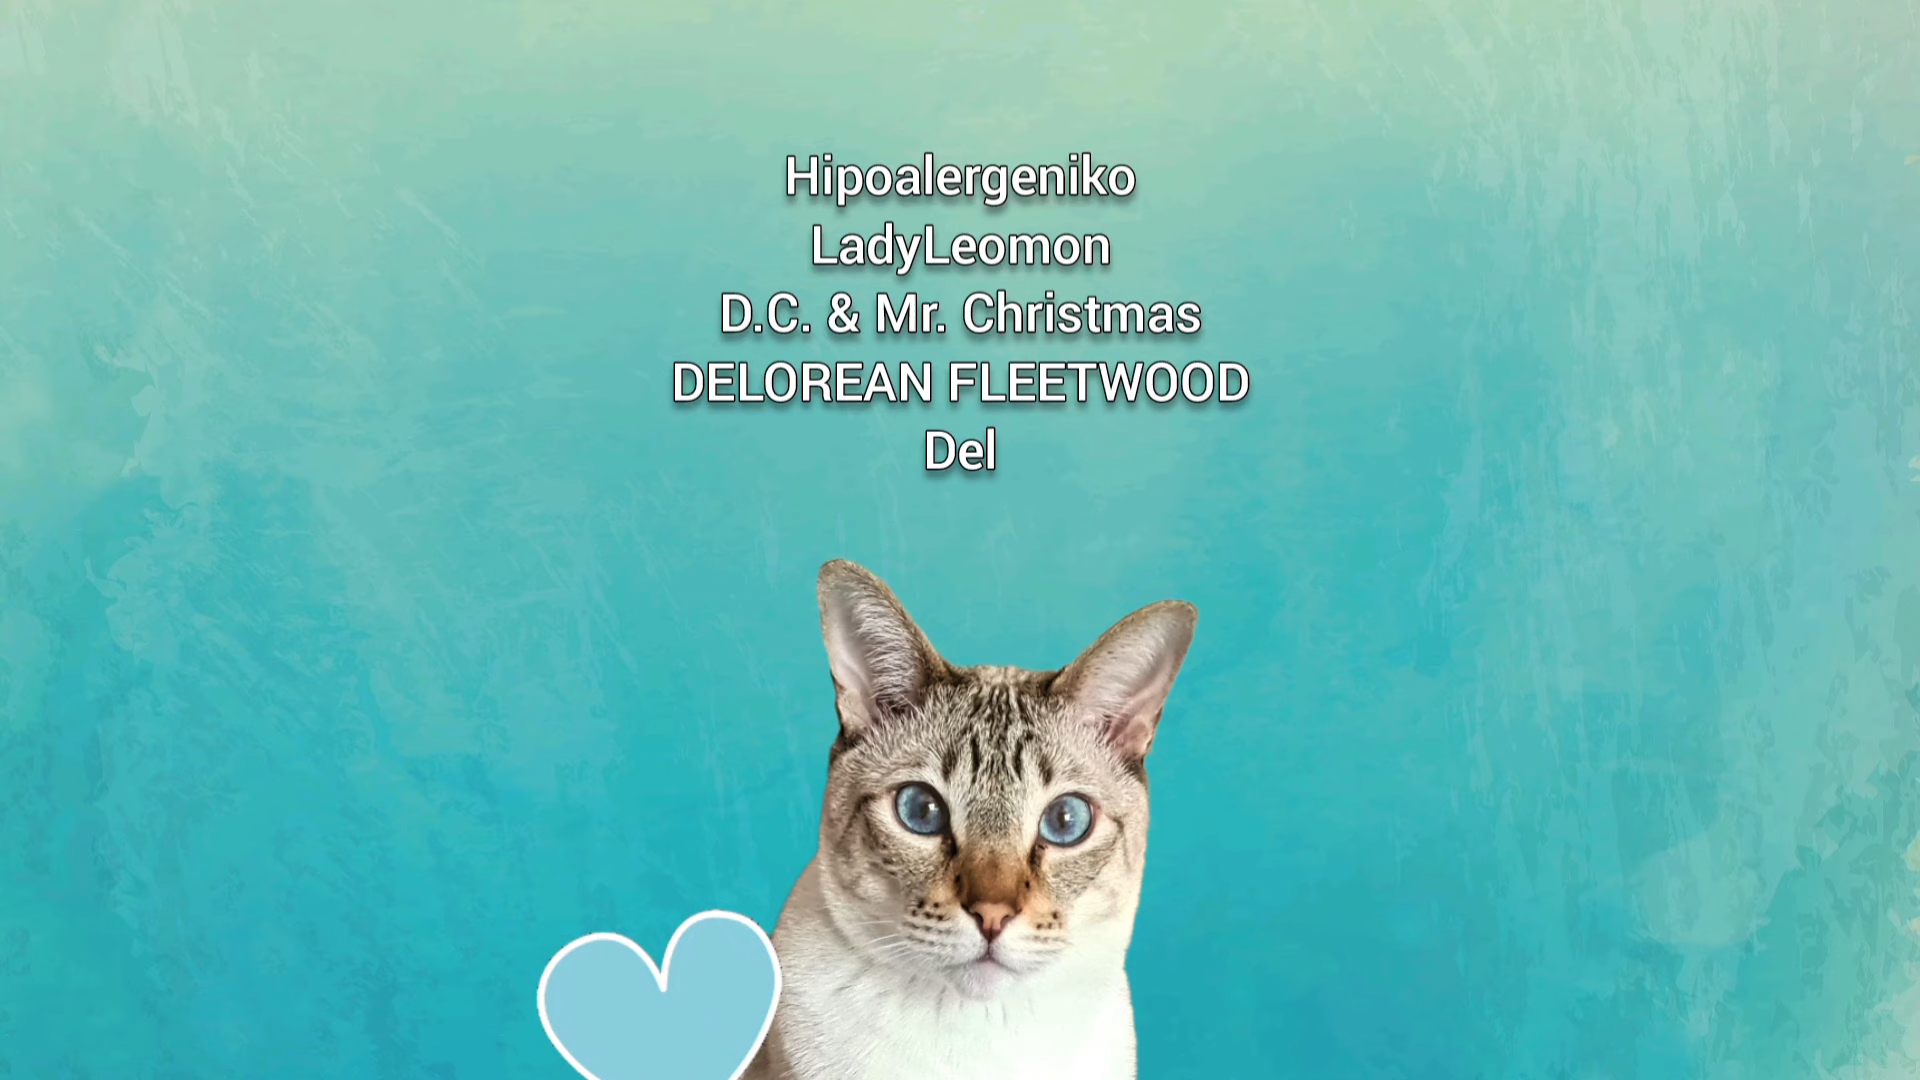 Hipoalergeniko
LadyLeomon
D.C. & Mr. Christmas
DELOREAN FLEETWOOD
Del